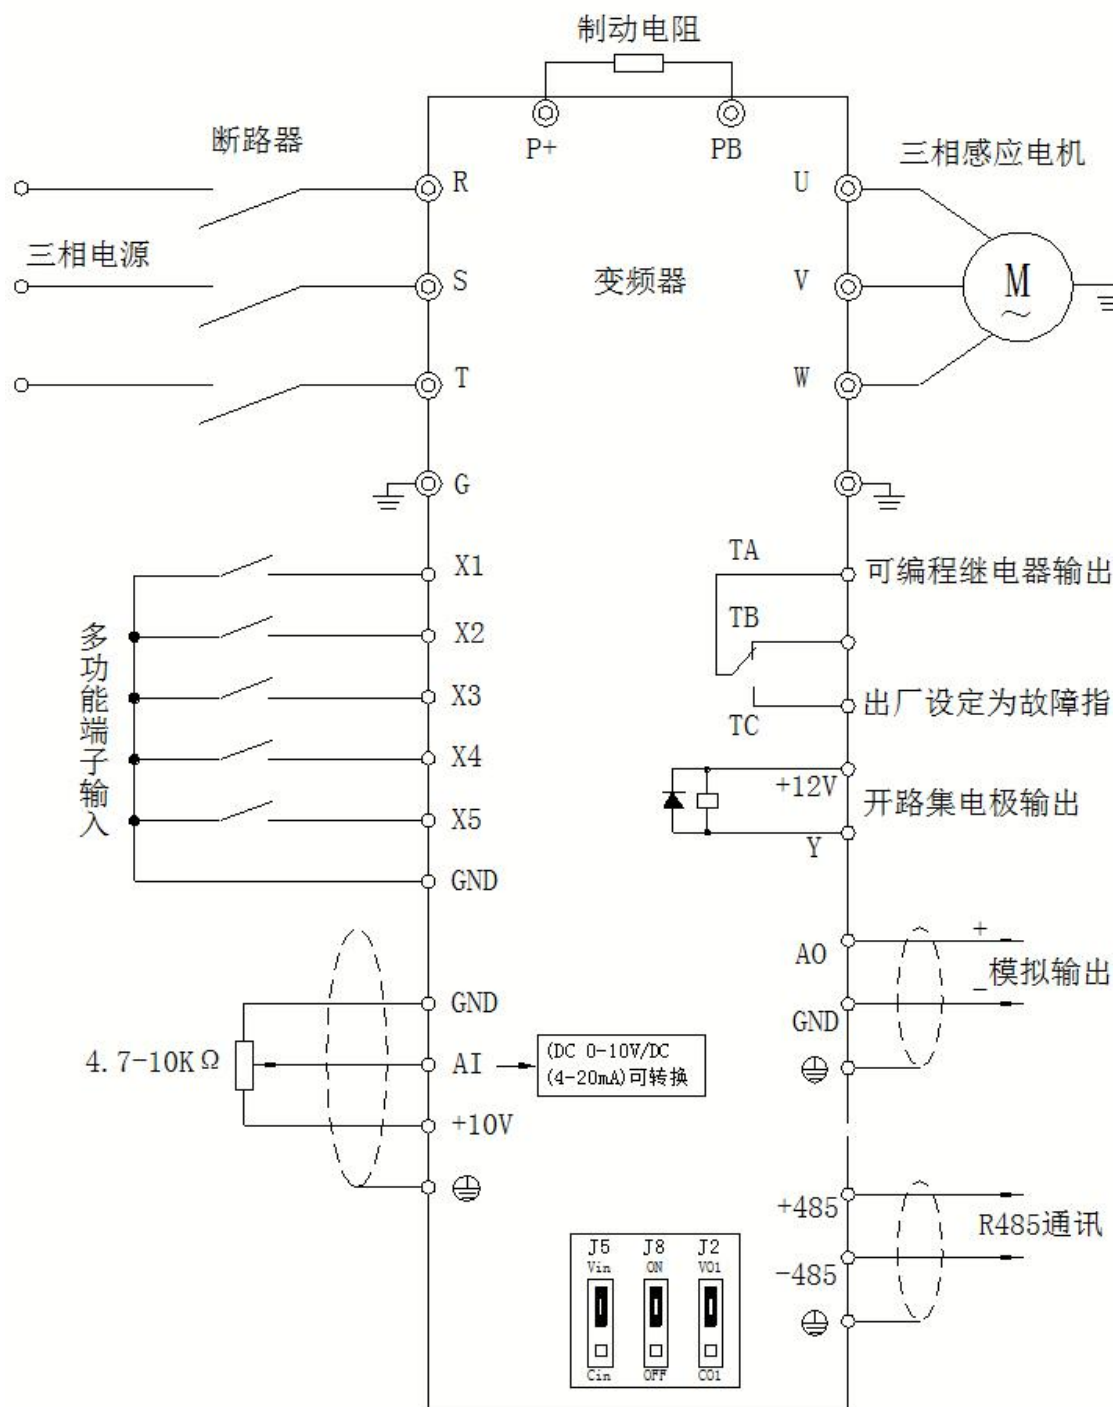 制动电阻
P+
PB
断路器
三相感应电机
R
U
三相电源
S
变频器
V
M
~
T
W
G
TA
可编程继电器输出
X1
TB
X2
多功能端子输入
X3
出厂设定为故障指
TC
X4
+12V
开路集电极输出
X5
Y
GND
+
AO
_模拟输出
GND
GND
4.7-10KΩ
AI
(DC 0-10V/DC
(4-20mA)可转换
+10V
+485
R485通讯
-485
J5 J8 J2
Vin ON VO1
Cin OFF CO1